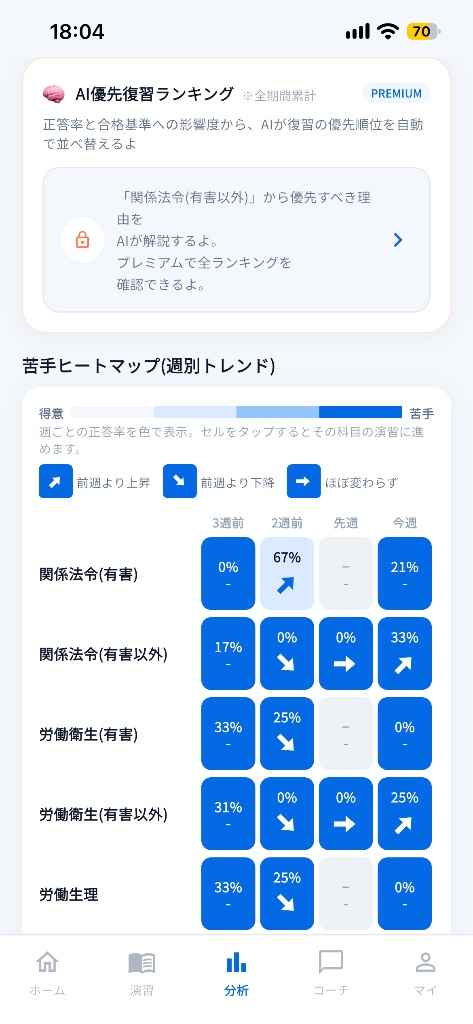 18:04
70
AI優先復習ランキング ※全期間累計 PREMIUM
正答率と合格基準への影響度から、AIが復習の優先順位を自動
で並べ替えるよ
「関係法令(有害以外)」から優先すべき理
由を
AIが解説するよ。
プレミアムで全ランキングを
確認できるよ。
苦手ヒートマップ(週別トレンド)
得意 苦手
週ごとの正答率を色で表示。セルをタップするとその科目の演習に進
めます。
前週より上昇 前週より下降 ほぼ変わらず
3週前 2週前 先週 今週
関係法令(有害) 0% - 67% – - 21% -
関係法令(有害以外) 17% - 0% 0% 33%
労働衛生(有害) 33% - 25% – - 0% -
労働衛生(有害以外) 31% - 0% 0% 25%
労働生理 33% - 25% – - 0% -
ホーム 演習 分析 コーチ マイ